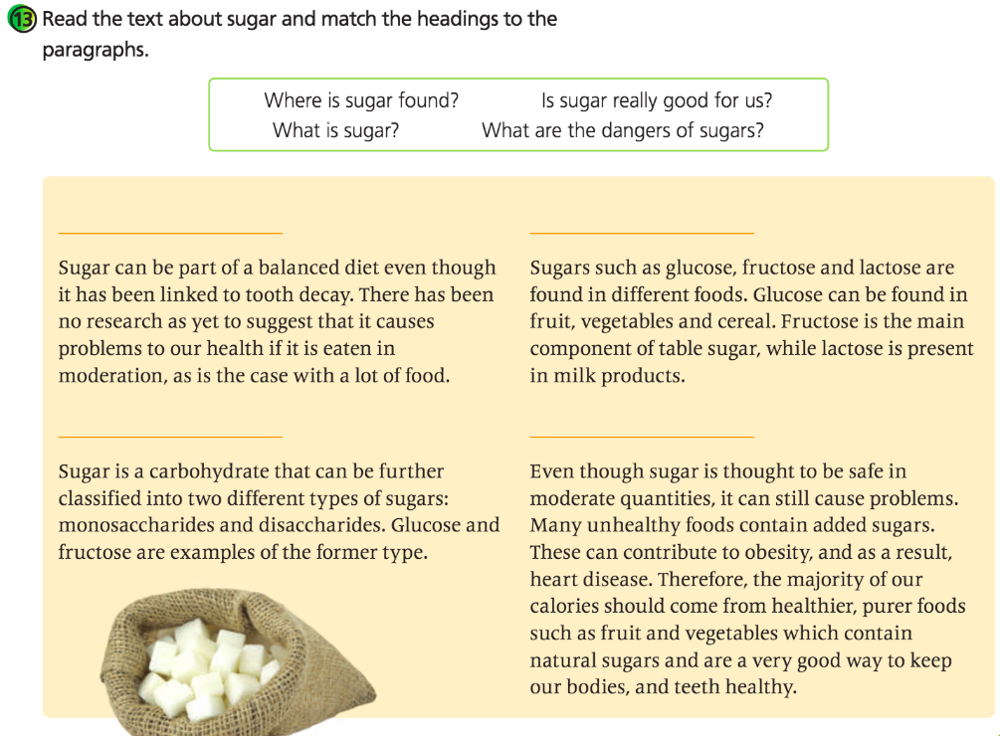 13 Read the text about sugar and match the headings to the
paragraphs.
Where is sugar found? Is sugar really good for us?
What is sugar? What are the dangers of sugars?
Sugar can be part of a balanced diet even though
it has been linked to tooth decay. There has been
no research as yet to suggest that it causes
problems to our health if it is eaten in
moderation, as is the case with a lot of food.
Sugars such as glucose, fructose and lactose are
found in different foods. Glucose can be found in
fruit, vegetables and cereal. Fructose is the main
component of table sugar, while lactose is present
in milk products.
Sugar is a carbohydrate that can be further
classified into two different types of sugars:
monosaccharides and disaccharides. Glucose and
fructose are examples of the former type.
Even though sugar is thought to be safe in
moderate quantities, it can still cause problems.
Many unhealthy foods contain added sugars.
These can contribute to obesity, and as a result,
heart disease. Therefore, the majority of our
calories should come from healthier, purer foods
such as fruit and vegetables which contain
natural sugars and are a very good way to keep
our bodies, and teeth healthy.